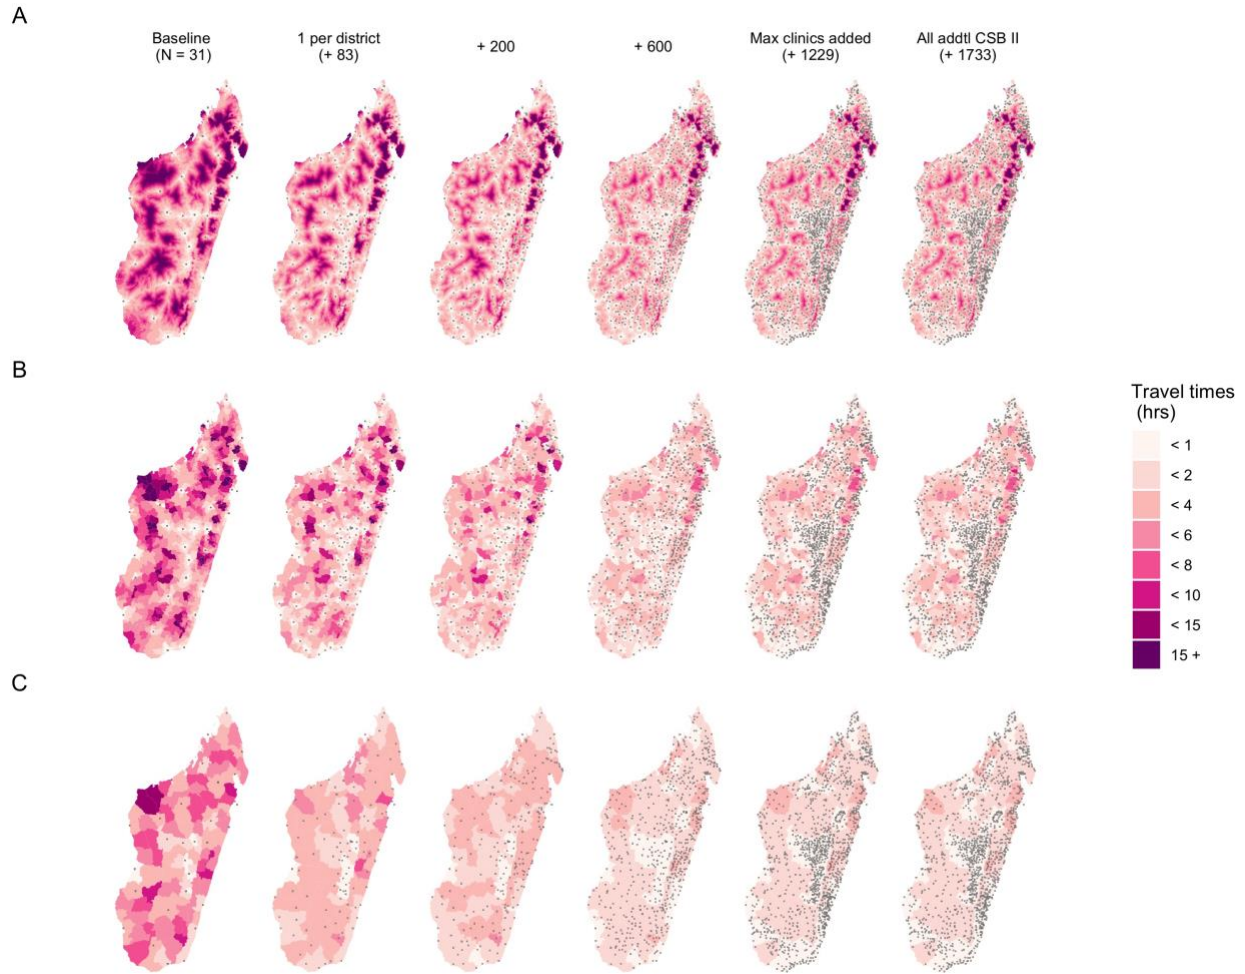 A
Baseline
(N = 31)
1 per district
(+ 83)
+ 200
+ 600
Max clinics added
(+ 1229)
All addtl CSB II
(+ 1733)
B
Travel times
(hrs)
< 1
< 2
< 4
< 6
< 8
< 10
< 15
15 +
C